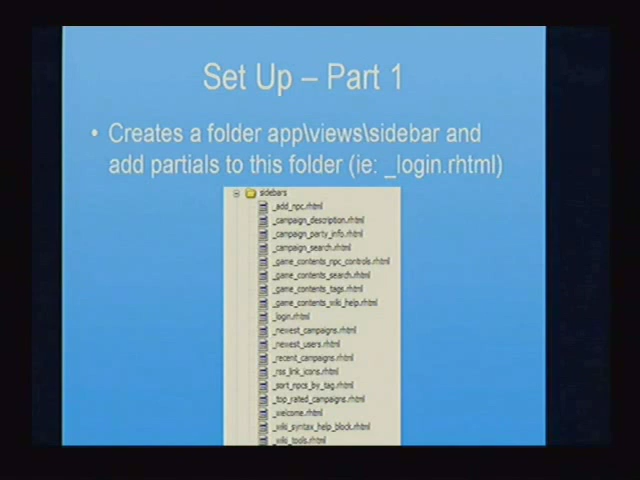 Set Up – Part 1
• Creates a folder app\views\sidebar and
add partials to this folder (ie: _login.rhtml)
sidebars
_add_npc.rhtml
_campaign_description.rhtml
_campaign_party_info.rhtml
_campaign_search.rhtml
_game_contents_npc_controls.rhtml
_game_contents_search.rhtml
_game_contents_tags.rhtml
_game_contents_wiki_help.rhtml
_login.rhtml
_newest_campaigns.rhtml
_newest_users.rhtml
_recent_campaigns.rhtml
_rss_link_icons.rhtml
_sort_npcs_by_tag.rhtml
_top_rated_campaigns.rhtml
_welcome.rhtml
_wiki_syntax_help_block.rhtml
_wiki_tools.rhtml